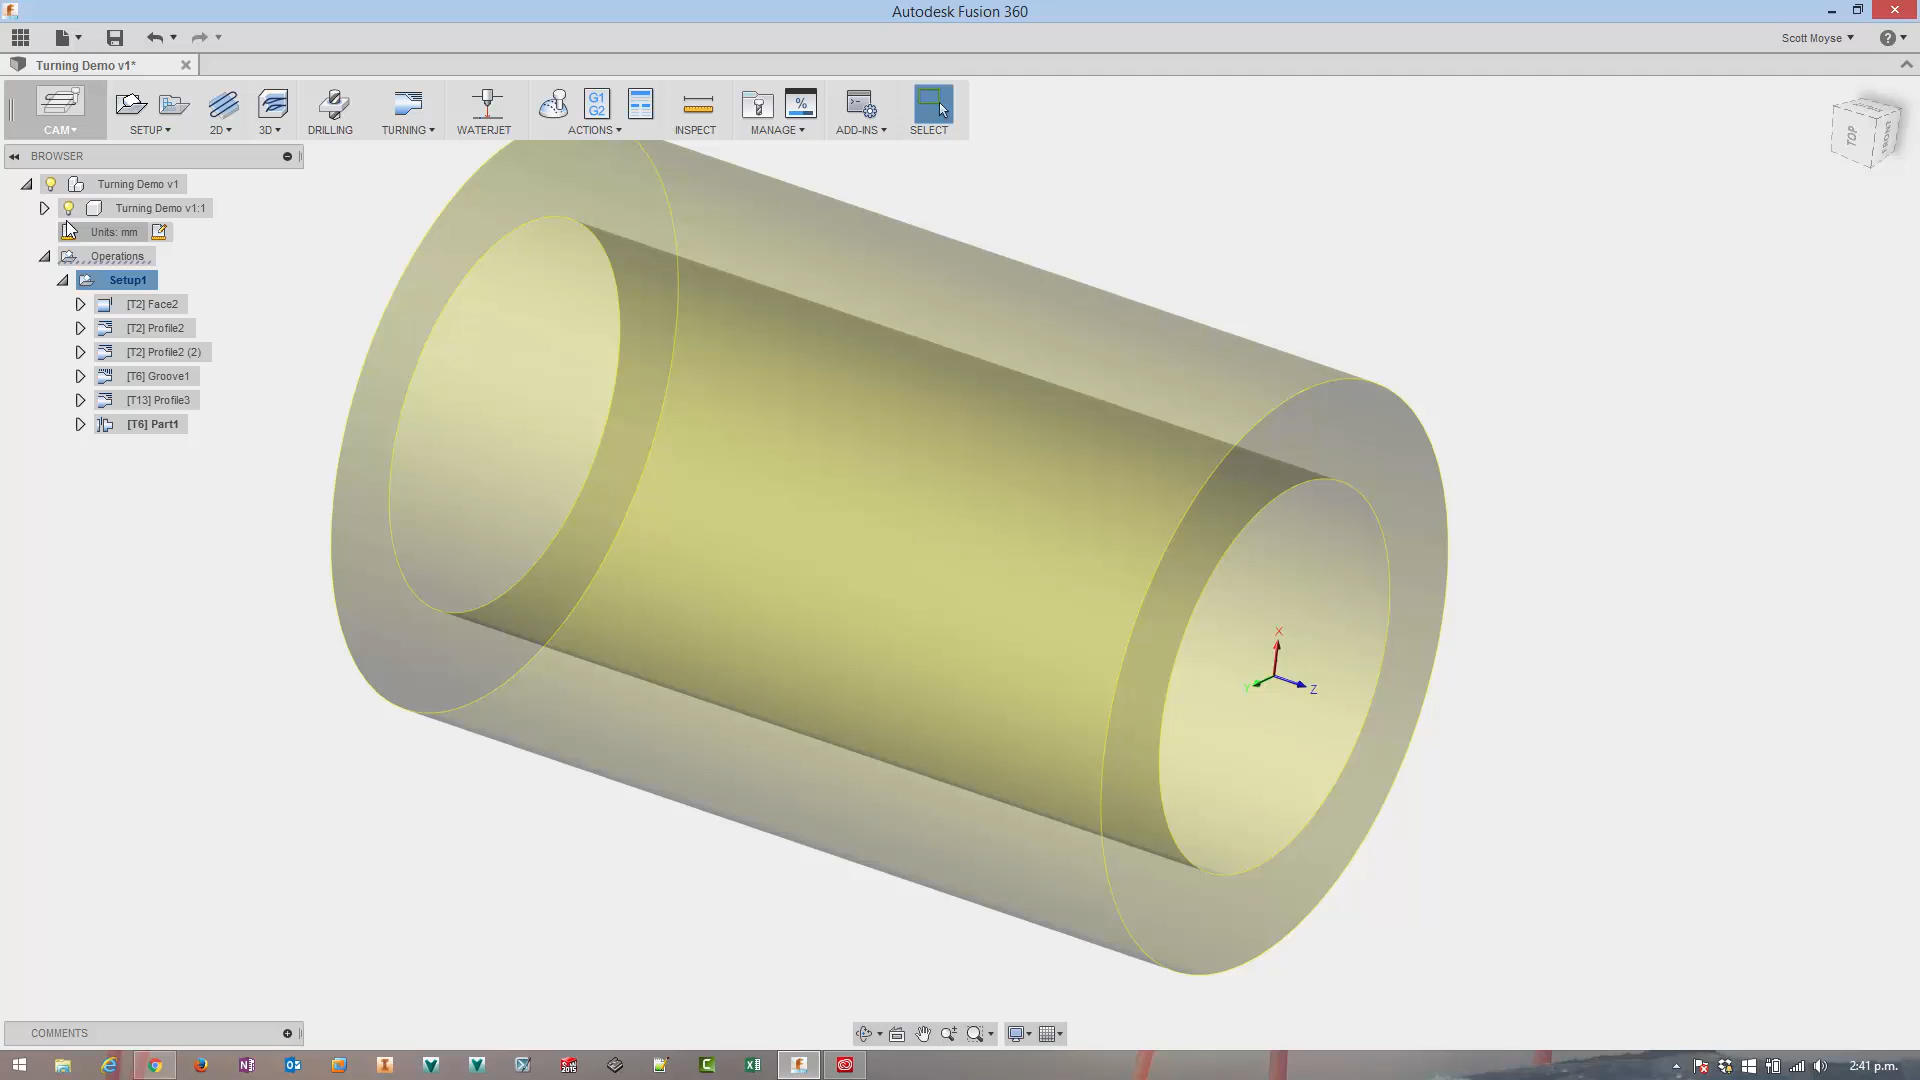 Autodesk Fusion 360
Scott Moyse
Turning Demo v1*
CAM
SETUP
2D
3D
DRILLING
TURNING
WATERJET
G1
G2
ACTIONS
INSPECT
%
MANAGE
ADD-INS
SELECT
TOP
FRONT
BROWSER
Turning Demo v1
Turning Demo v1:1
Units: mm
Operations
Setup1
[T2] Face2
[T2] Profile2
[T2] Profile2 (2)
[T6] Groove1
[T13] Profile3
[T6] Part1
X
Y
Z
COMMENTS
2:41 p.m.